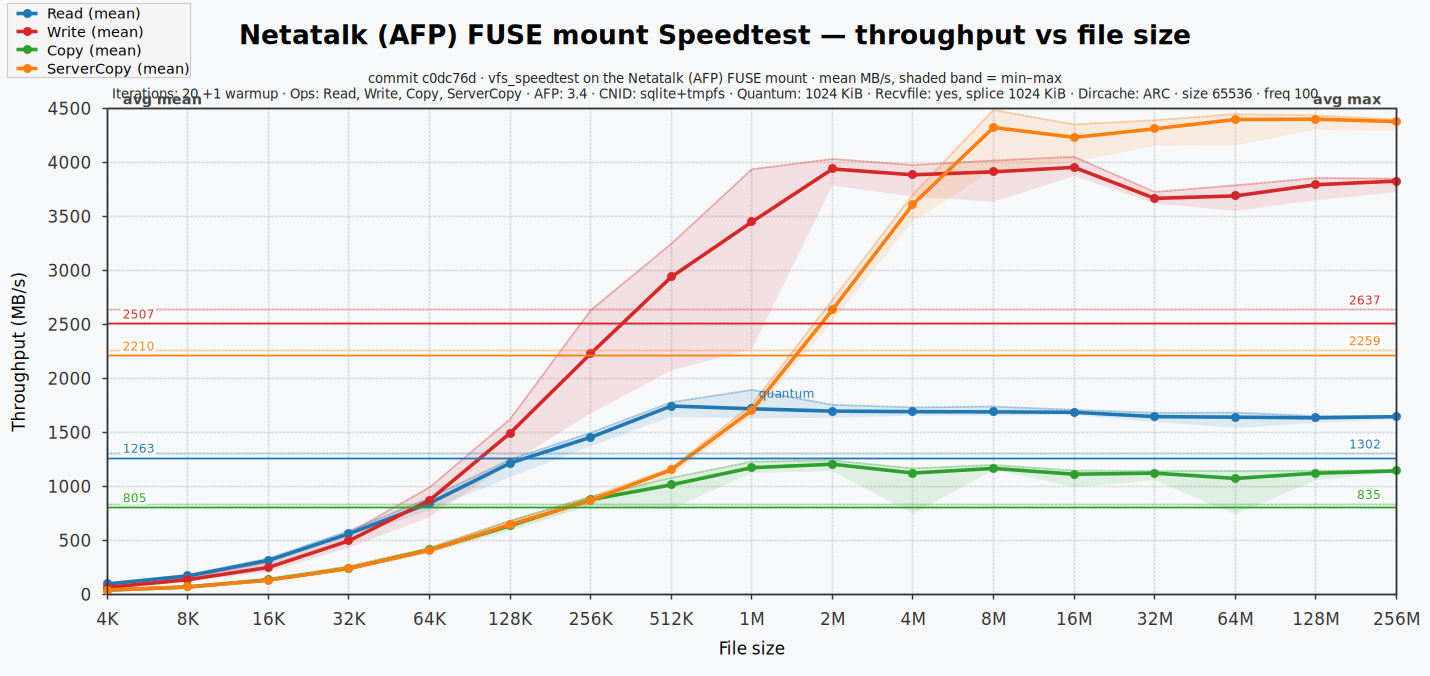 Read (mean)
Write (mean)
Copy (mean)
ServerCopy (mean)
Netatalk (AFP) FUSE mount Speedtest — throughput vs file size
commit c0dc76d · vfs_speedtest on the Netatalk (AFP) FUSE mount · mean MB/s, shaded band = min–max
Iterations: 20 +1 warmup · Ops: Read, Write, Copy, ServerCopy · AFP: 3.4 · CNID: sqlite+tmpfs · Quantum: 1024 KiB · Recvfile: yes, splice 1024 KiB · Dircache: ARC · size 65536 · freq 100
avg mean
avg max
4500
4000
3500
3000
2500
2000
1500
1000
500
0
Throughput (MB/s)
2507
2637
2210
2259
quantum
1263
1302
805
835
4K 8K 16K 32K 64K 128K 256K 512K 1M 2M 4M 8M 16M 32M 64M 128M 256M
File size